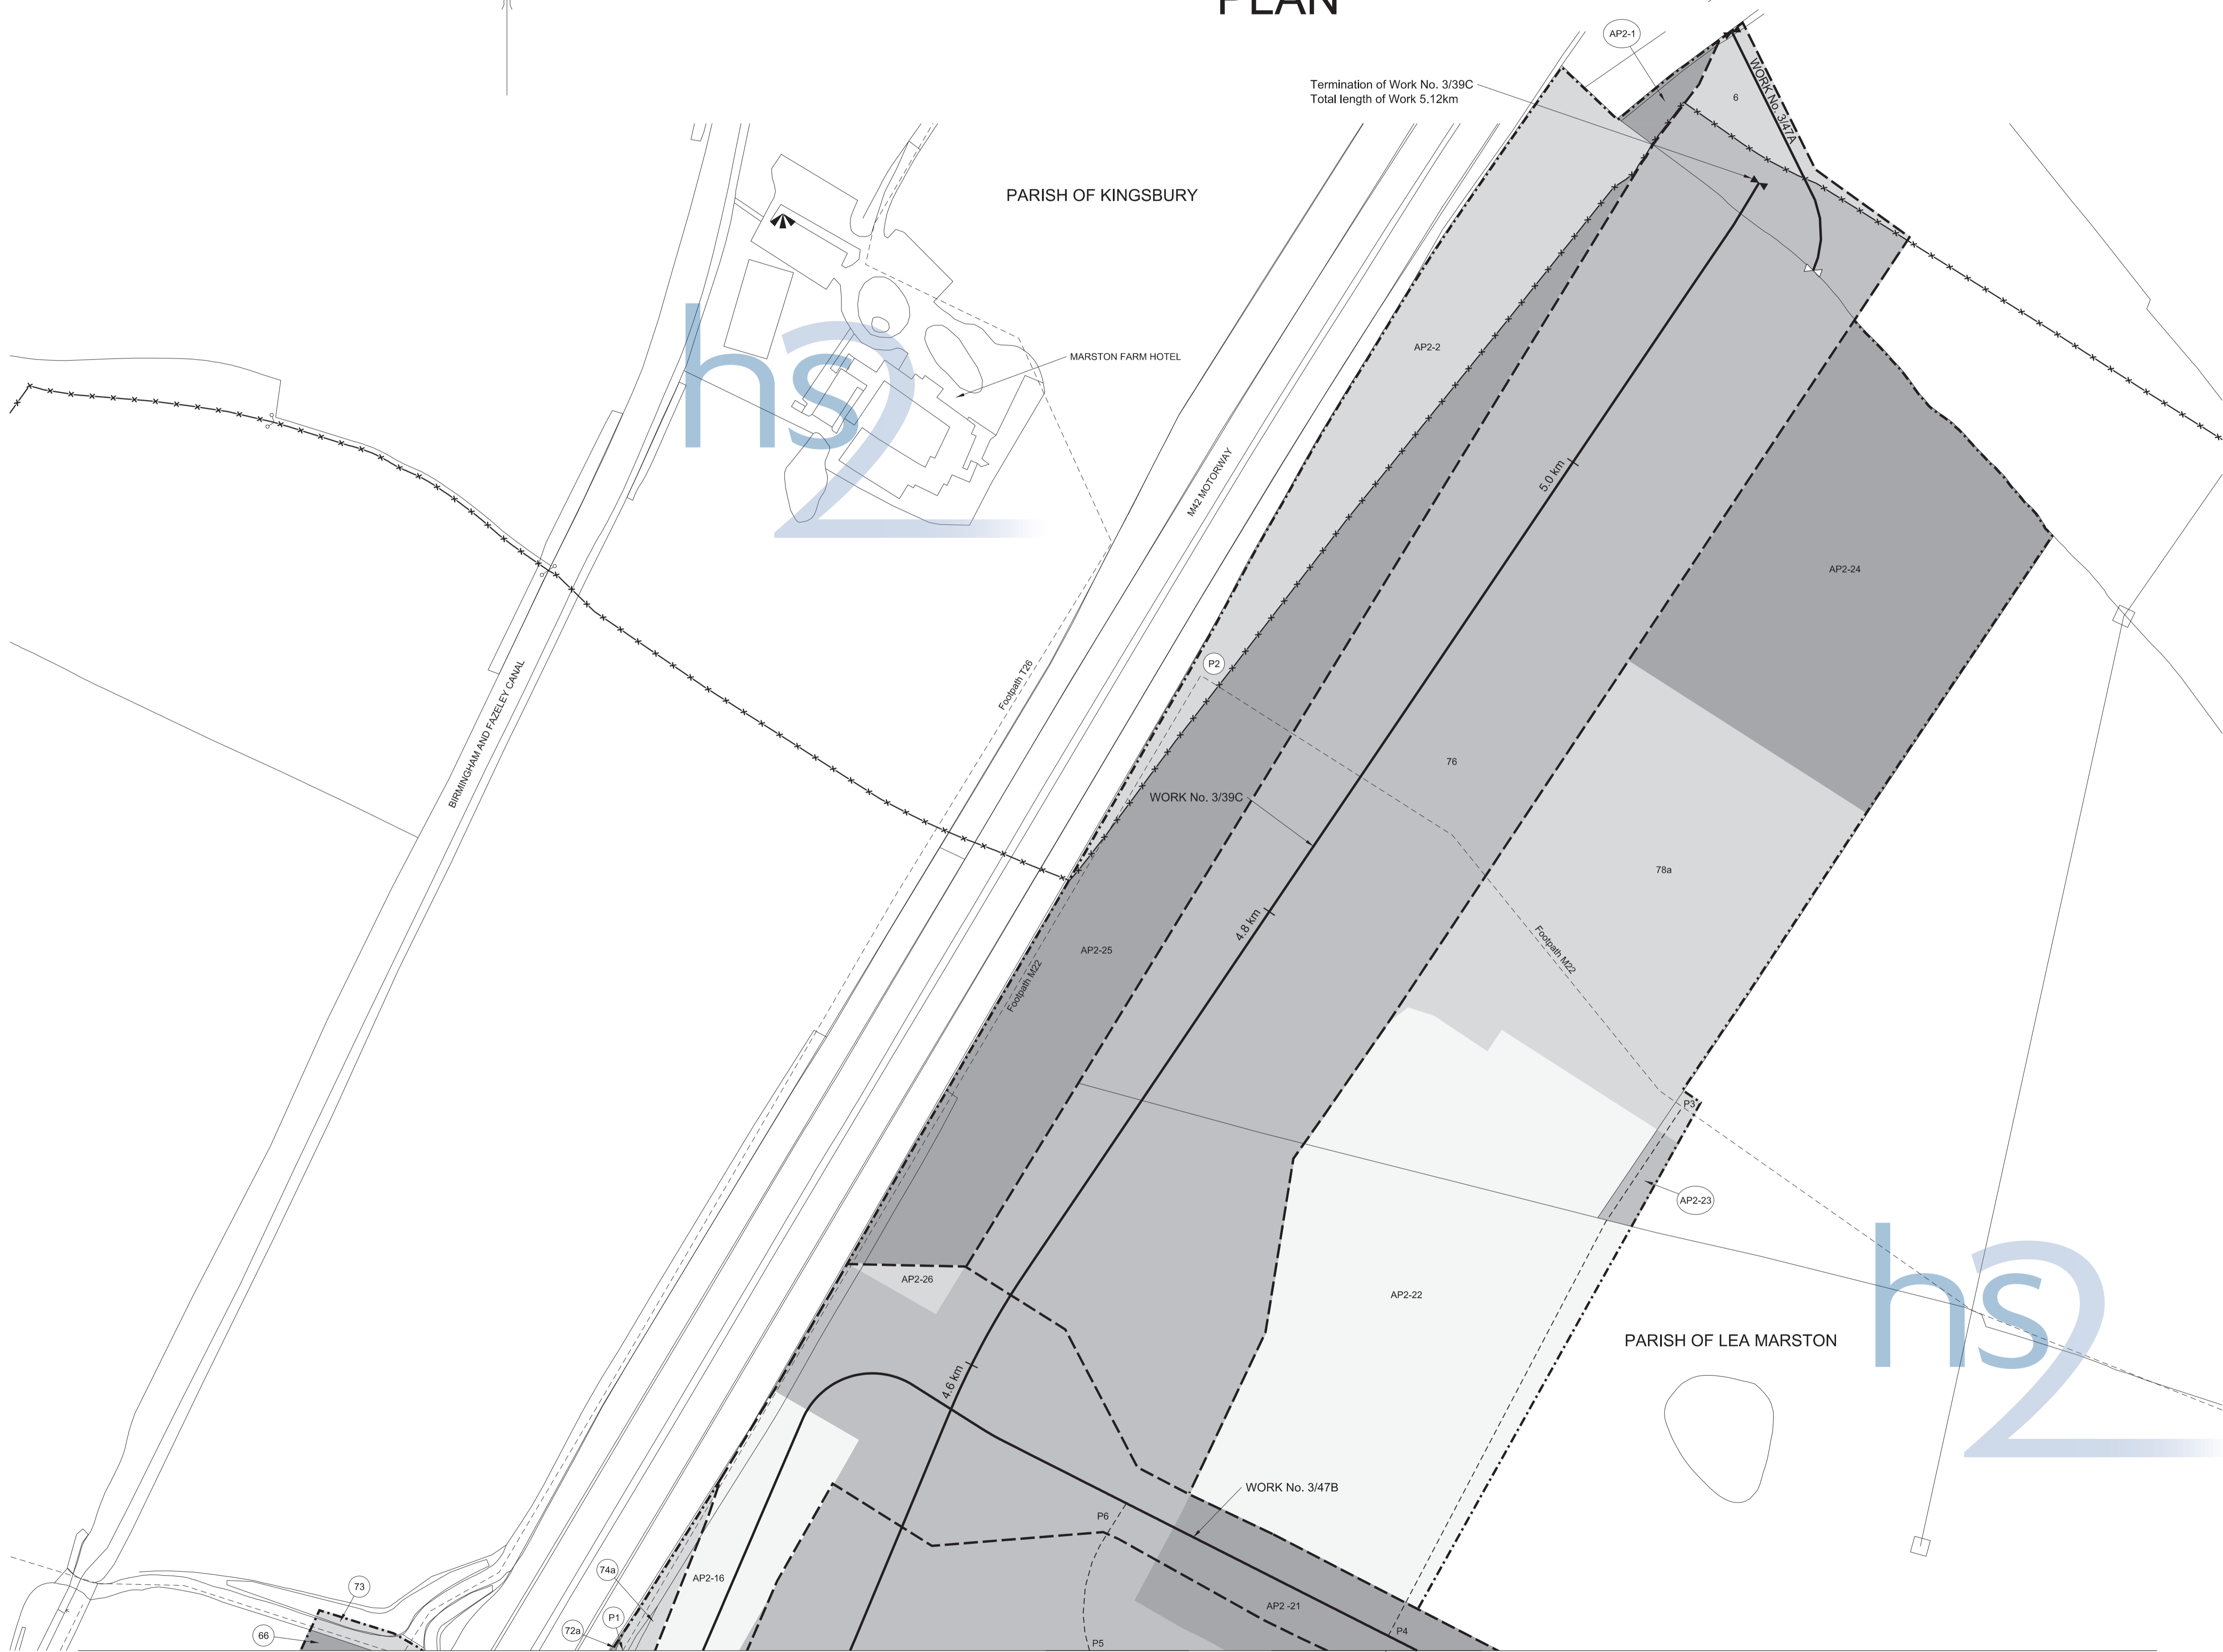 PLAN
AP2-1
Termination of Work No. 3/39C
Total length of Work 5.12km
6
WORK No. 3/47A
PARISH OF KINGSBURY
AP2-2
MARSTON FARM HOTEL
hs2
M42 MOTORWAY
5.0 km
AP2-24
Footpath T26
P2
BIRMINGHAM AND FAZELEY CANAL
76
WORK No. 3/39C
78a
4.8 km
Footpath M22
AP2-25
Footpath M22
P3
AP2-23
AP2-26
AP2-22
PARISH OF LEA MARSTON
hs2
4.6 km
WORK No. 3/47B
P6
74a
AP2-16
73
AP2 -21
P1
72a
66
P4
P5